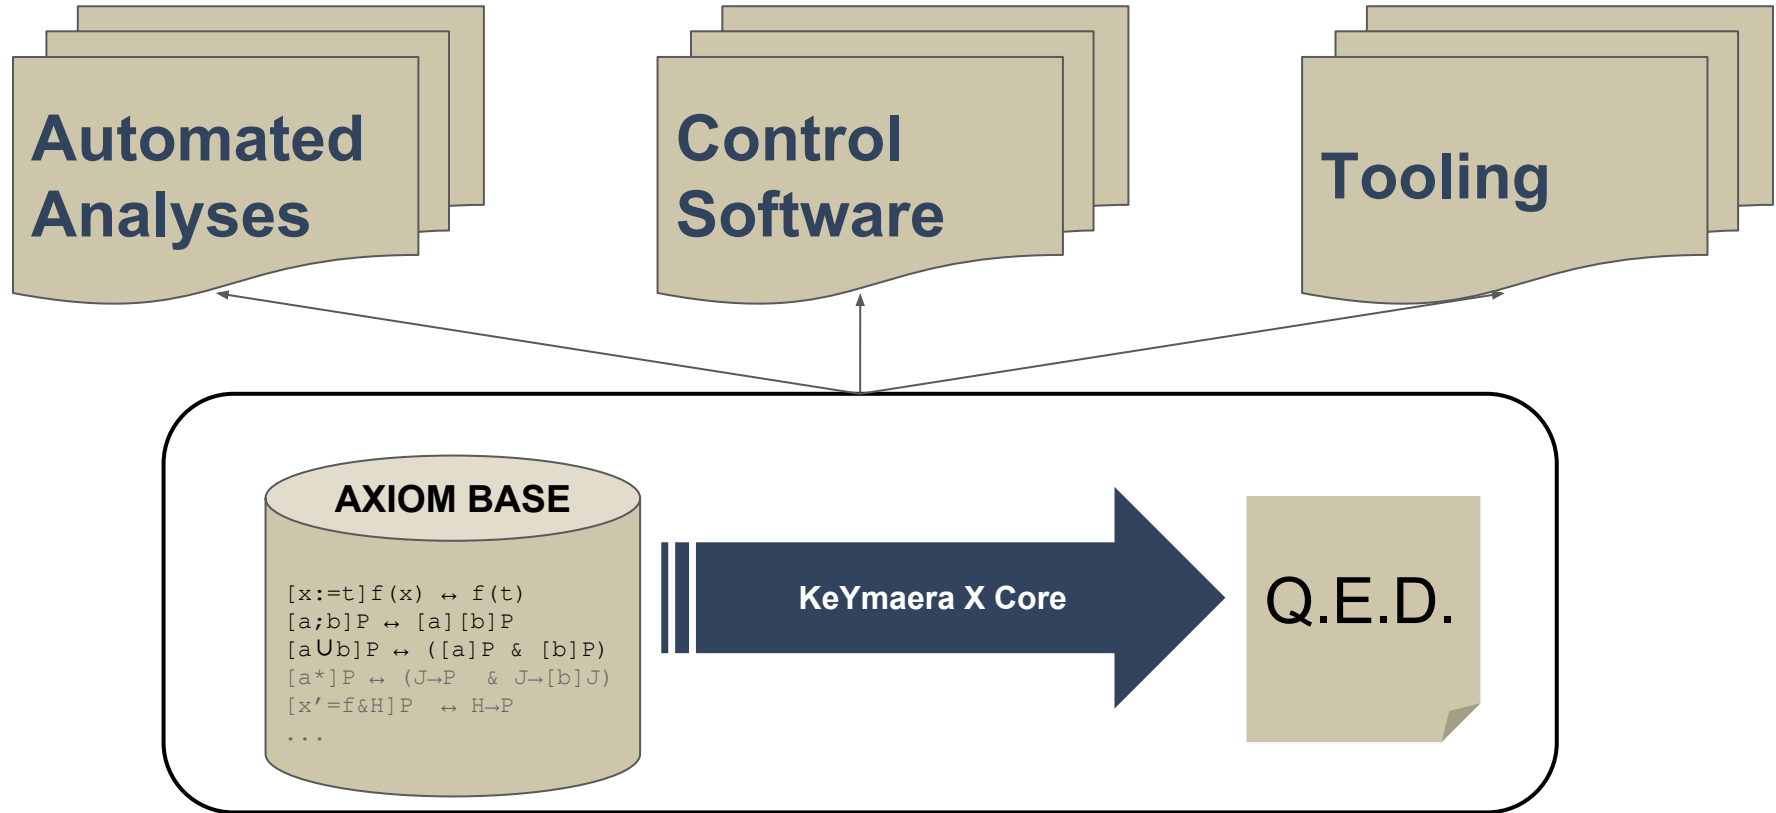 Automated
Analyses
Control
Software
Tooling
AXIOM BASE
[x:=t]f(x) ↔ f(t)
[a;b]P ↔ [a][b]P
[a∪b]P ↔ ([a]P & [b]P)
[a*]P ↔ (J→P & J→[b]J)
[x′=f&H]P ↔ H→P
...
KeYmaera X Core
Q.E.D.